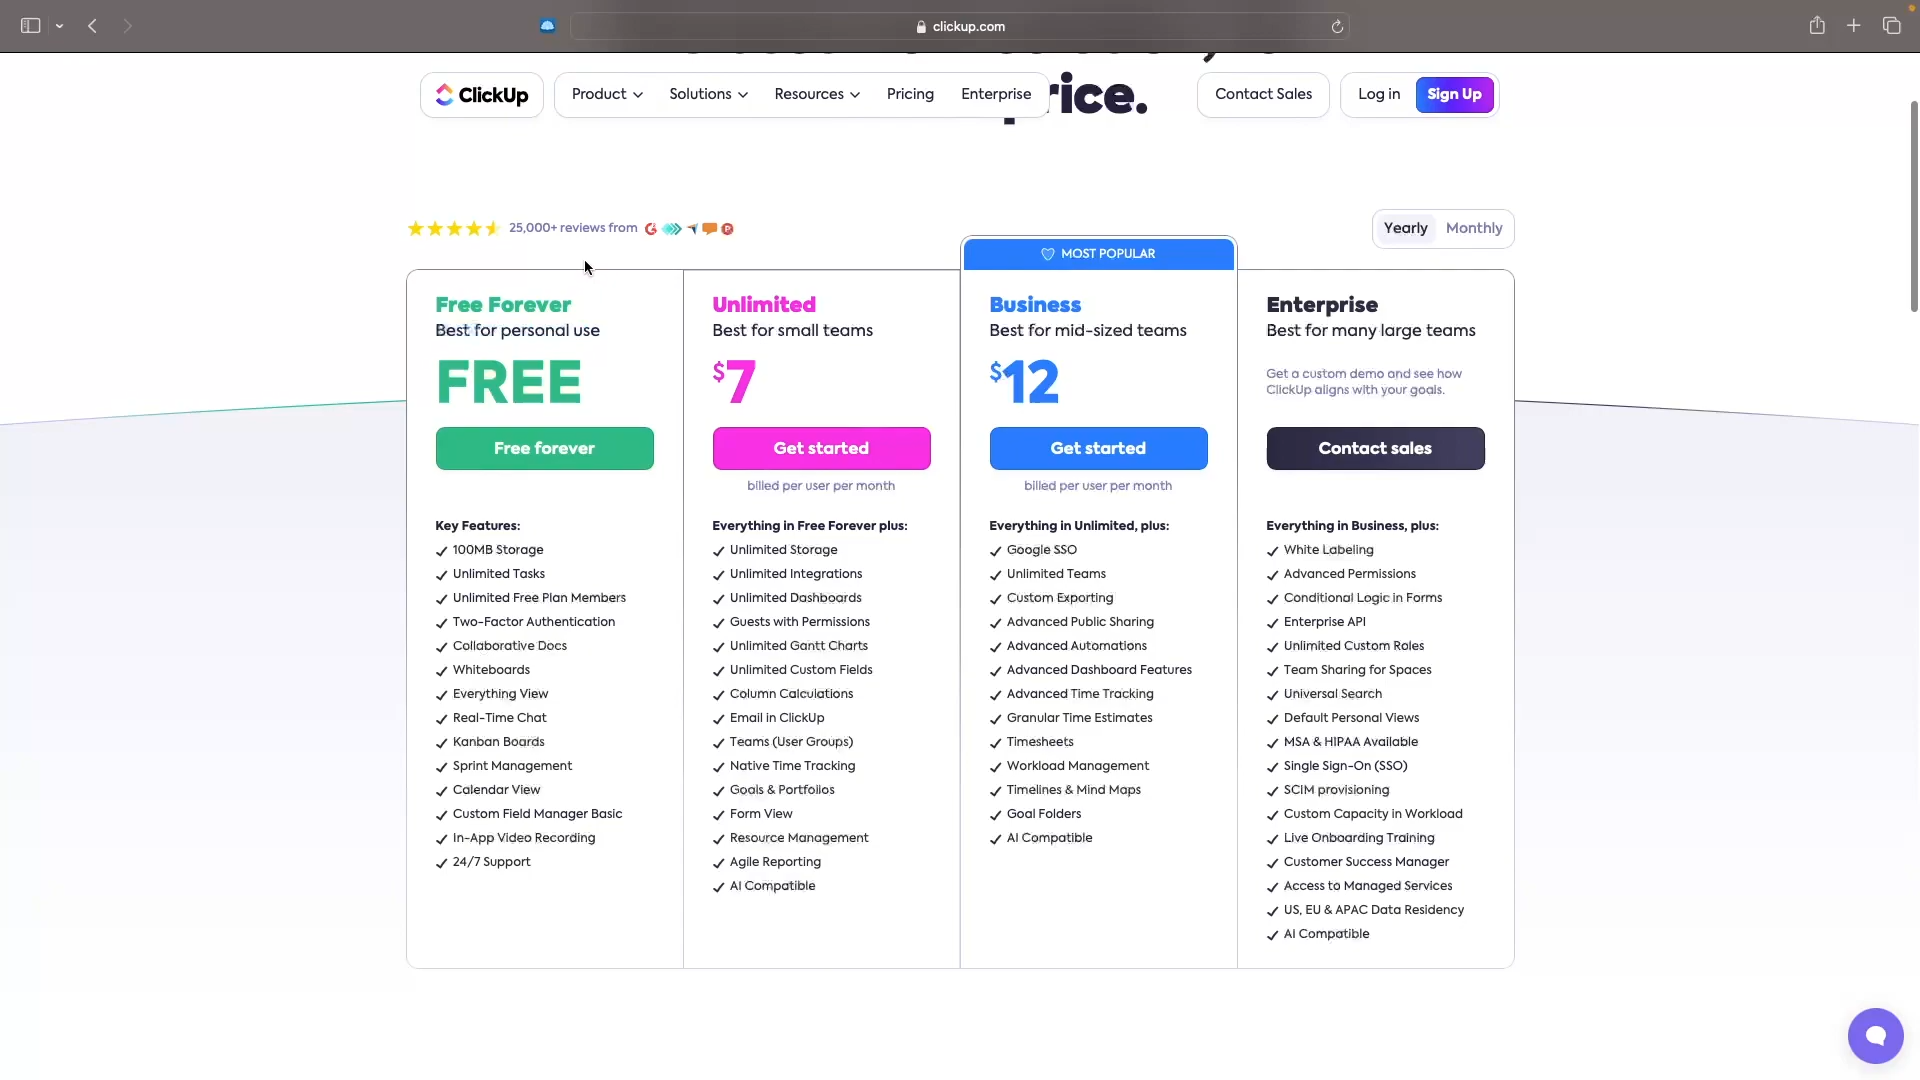 clickup.com
ClickUp
Product
Solutions
Resources
Pricing
Enterprise
rice.
Contact Sales
Log in
Sign Up
25,000+ reviews from
Yearly
Monthly
MOST POPULAR
Free Forever
Best for personal use
FREE
Free forever
Key Features:
100MB Storage
Unlimited Tasks
Unlimited Free Plan Members
Two-Factor Authentication
Collaborative Docs
Whiteboards
Everything View
Real-Time Chat
Kanban Boards
Sprint Management
Calendar View
Custom Field Manager Basic
In-App Video Recording
24/7 Support
Unlimited
Best for small teams
$7
Get started
billed per user per month
Everything in Free Forever plus:
Unlimited Storage
Unlimited Integrations
Unlimited Dashboards
Guests with Permissions
Unlimited Gantt Charts
Unlimited Custom Fields
Column Calculations
Email in ClickUp
Teams (User Groups)
Native Time Tracking
Goals & Portfolios
Form View
Resource Management
Agile Reporting
AI Compatible
Business
Best for mid-sized teams
$12
Get started
billed per user per month
Everything in Unlimited, plus:
Google SSO
Unlimited Teams
Custom Exporting
Advanced Public Sharing
Advanced Automations
Advanced Dashboard Features
Advanced Time Tracking
Granular Time Estimates
Timesheets
Workload Management
Timelines & Mind Maps
Goal Folders
AI Compatible
Enterprise
Best for many large teams
Get a custom demo and see how
ClickUp aligns with your goals.
Contact sales
Everything in Business, plus:
White Labeling
Advanced Permissions
Conditional Logic in Forms
Enterprise API
Unlimited Custom Roles
Team Sharing for Spaces
Universal Search
Default Personal Views
MSA & HIPAA Available
Single Sign-On (SSO)
SCIM provisioning
Custom Capacity in Workload
Live Onboarding Training
Customer Success Manager
Access to Managed Services
US, EU & APAC Data Residency
AI Compatible